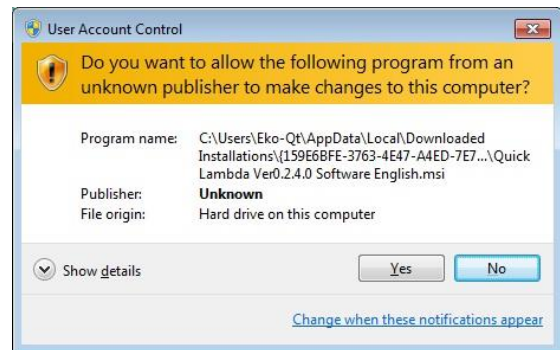 User Account Control
Do you want to allow the following program from an
unknown publisher to make changes to this computer?
Program name: C:\Users\Eko-Qt\AppData\Local\Downloaded
Installations\{159E6BFE-3763-4E47-A4ED-7E7...\Quick
Lambda Ver0.2.4.0 Software English.msi
Publisher: Unknown
File origin: Hard drive on this computer
Show details
Yes
No
Change when these notifications appear